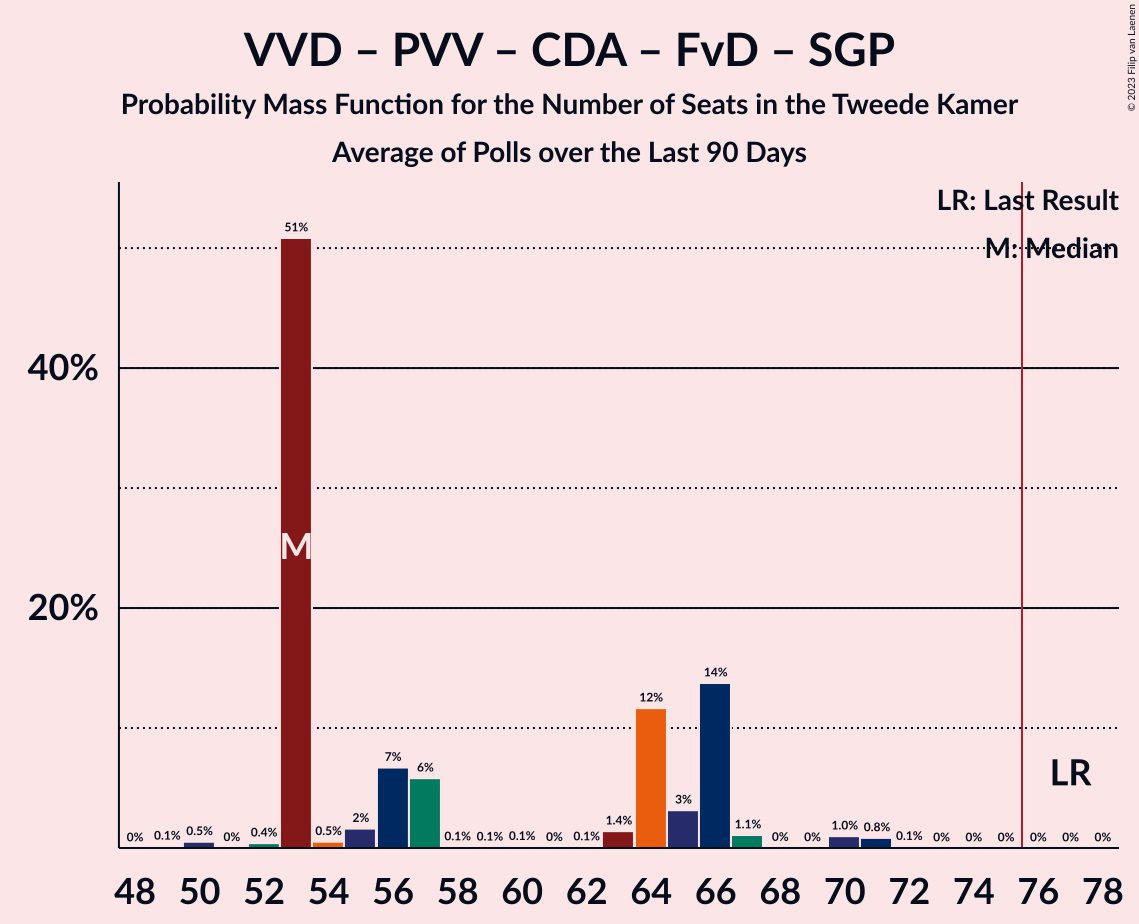 VVD – PVV – CDA – FvD – SGP
Probability Mass Function for the Number of Seats in the Tweede Kamer
Average of Polls over the Last 90 Days
© 2023 Filip van Laenen
LR: Last Result
M: Median
40%
20%
0% 0.1% 0.5% 0% 0.4% 51% 0.5% 2% 7% 6% 0.1% 0.1% 0.1% 0% 0.1% 1.4% 12% 3% 14% 1.1% 0% 0% 1.0% 0.8% 0.1% 0% 0% 0% 0% 0% 0%
M
LR
48 50 52 54 56 58 60 62 64 66 68 70 72 74 76 78